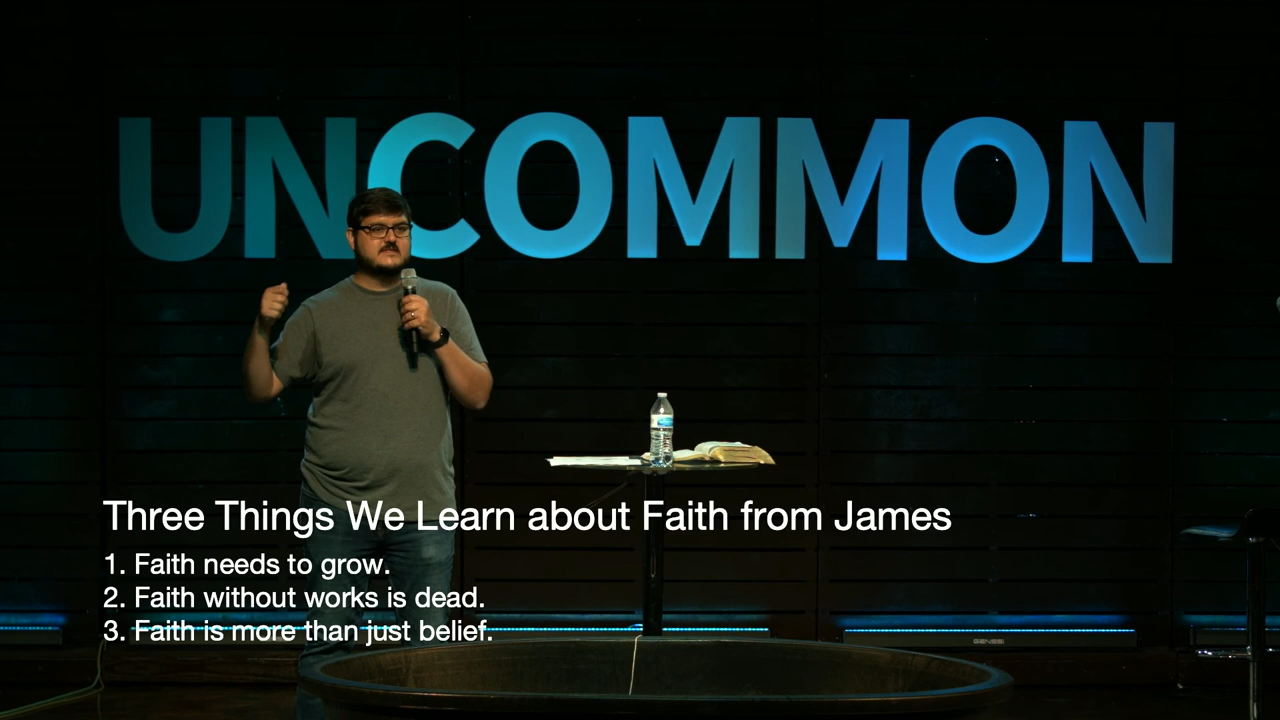 UNCOMMON
Three Things We Learn about Faith from James
1. Faith needs to grow.
2. Faith without works is dead.
3. Faith is more than just belief.